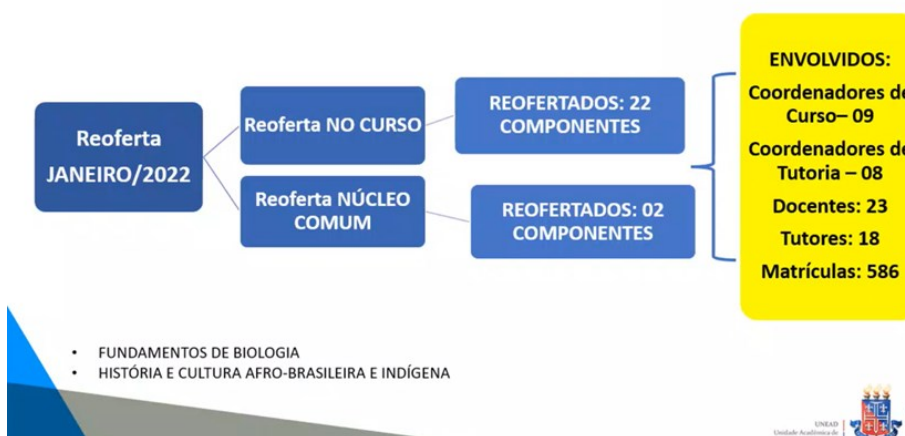 Reoferta
JANEIRO/2022
Reoferta NO CURSO
Reoferta NÚCLEO
COMUM
REOFERTADOS: 22
COMPONENTES
REOFERTADOS: 02
COMPONENTES
ENVOLVIDOS:
Coordenadores de
Curso– 09
Coordenadores de
Tutoria – 08
Docentes: 23
Tutores: 18
Matrículas: 586
• FUNDAMENTOS DE BIOLOGIA
• HISTÓRIA E CULTURA AFRO-BRASILEIRA E INDÍGENA
UNEAD
Unidade Acadêmica de